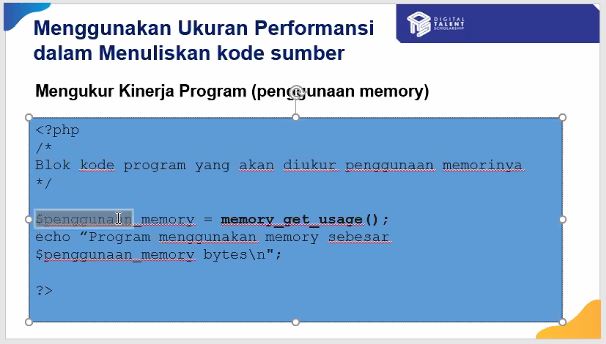 Menggunakan Ukuran Performansi
dalam Menuliskan kode sumber
DIGITAL
TALENT
SCHOLARSHIP
Mengukur Kinerja Program (penggunaan memory)
<?php
/*
Blok kode program yang akan diukur penggunaan memorinya
*/
$penggunaan_memory = memory_get_usage();
echo “Program menggunakan memory sebesar
$penggunaan_memory bytes\n";
?>